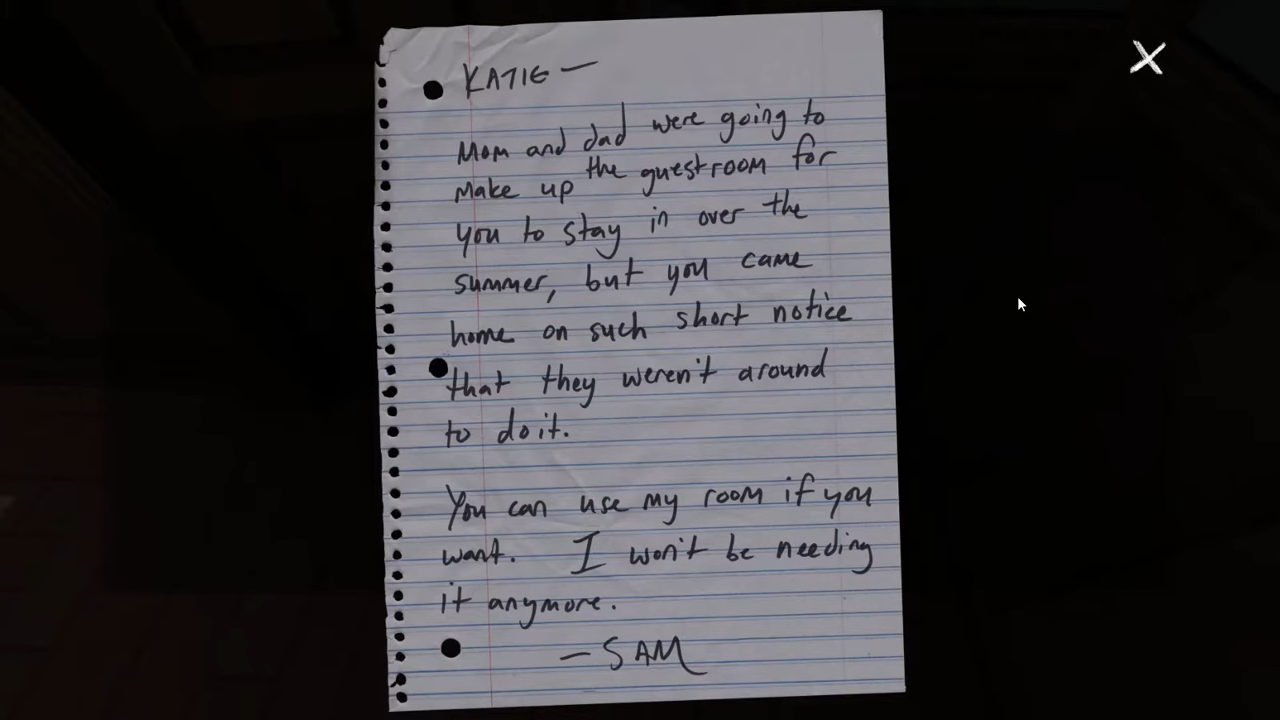 KATIE —
Mom and dad were going to
make up the guestroom for
you to stay in over the
summer, but you came
home on such short notice
that they weren't around
to do it.
You can use my room if you
want. I won't be needing
it anymore.
— SAM